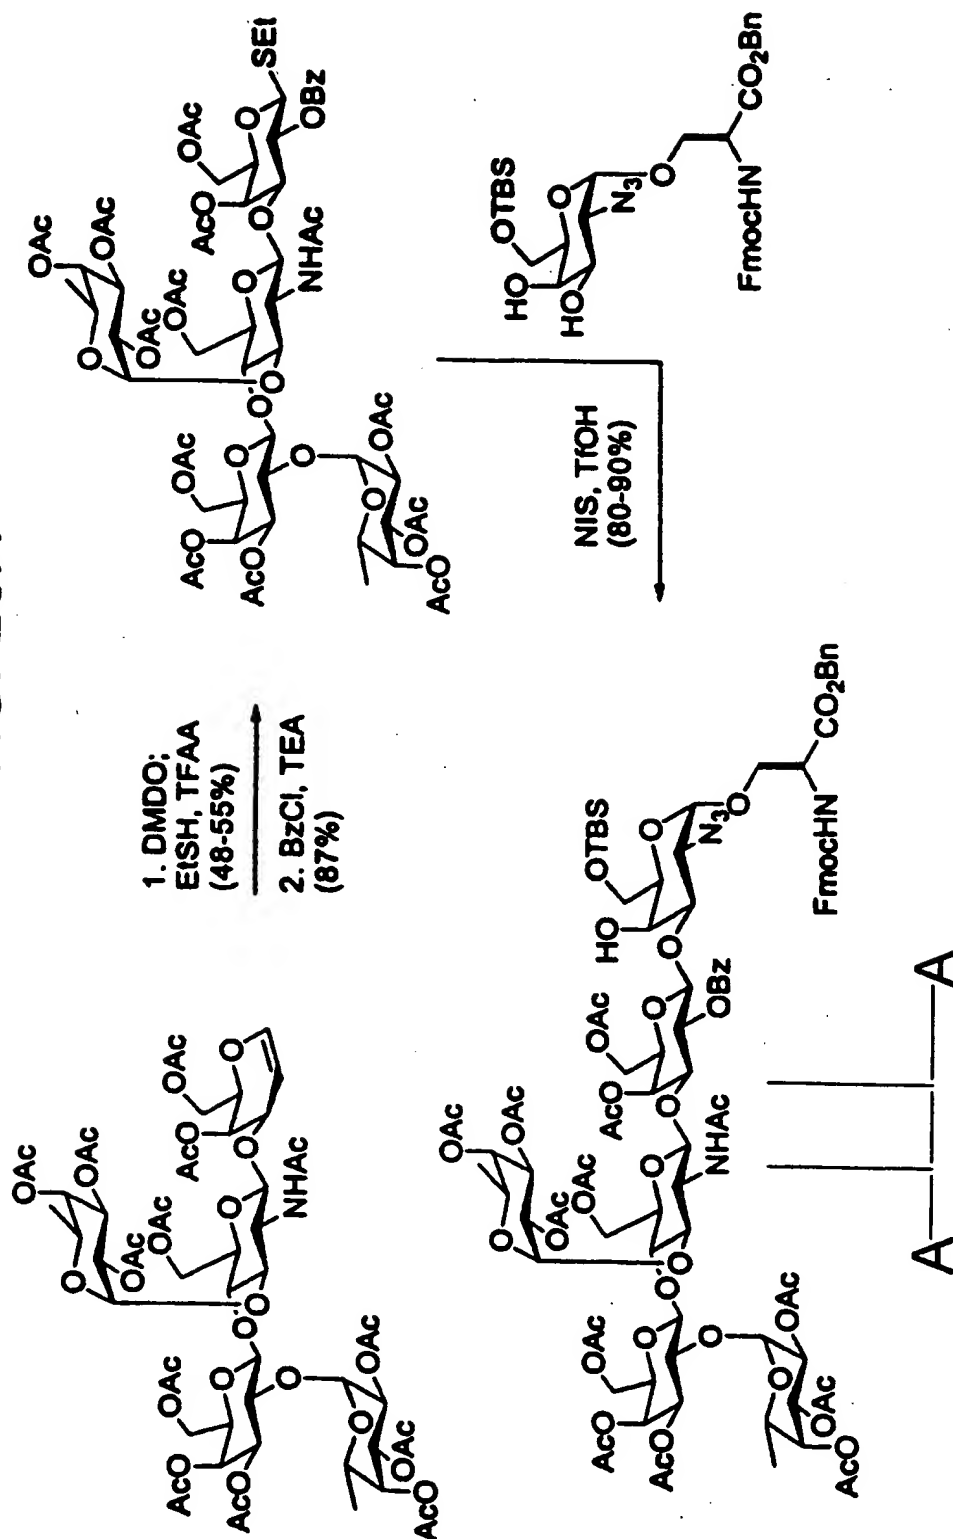 OAc
O OAc
OAc
OAc OAc
OAc AcO O
AcO O O O
AcO O O NHAc
O
O OAc
OAc
AcO
1. DMDO;
EtSH, TFAA
(48-55%)
2. BzCl, TEA
(87%)
OAc
O OAc
OAc
OAc OAc
OAc AcO O SEt
AcO O O O OBz
AcO O O NHAc
O
O OAc
OAc
AcO
HO OTBS
HO O
N3
O
FmocHN CO2Bn
NIS, TfOH
(80-90%)
OAc
O OAc
OAc
OAc OAc OTBS
OAc AcO O HO O
AcO O O O O N3
AcO O O NHAc OBz O
O
O OAc FmocHN CO2Bn
OAc
AcO
A
A